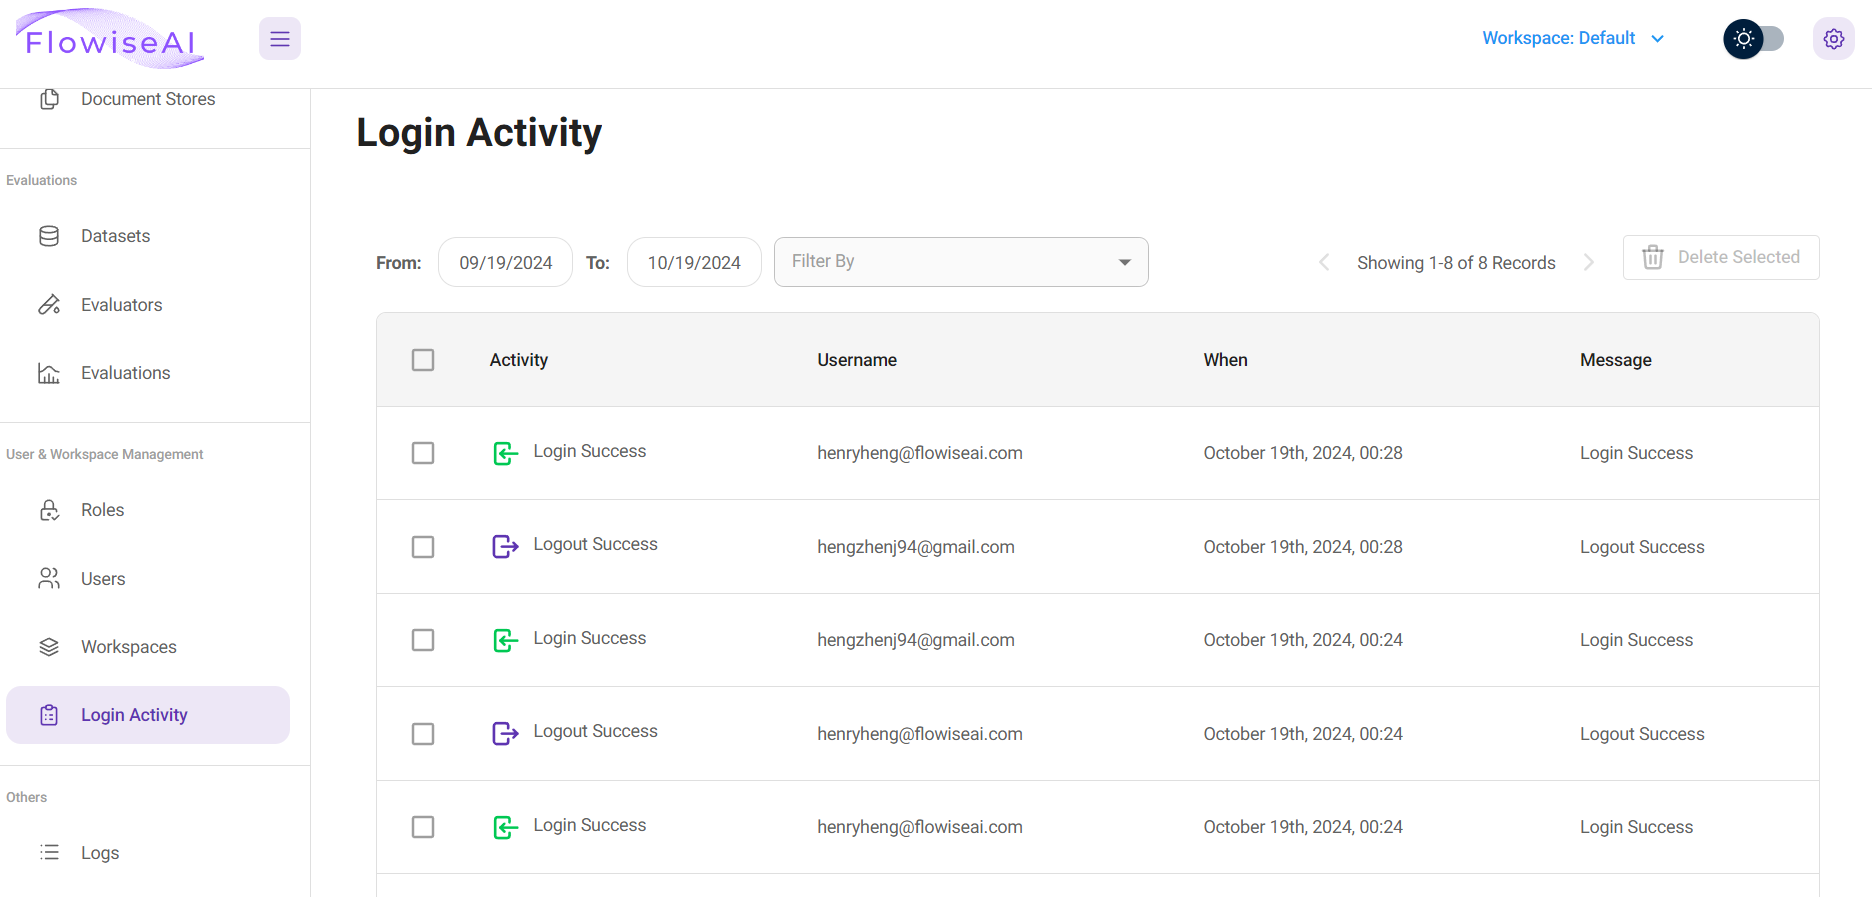 FlowiseAI
Workspace: Default
Document Stores
Evaluations
Datasets
Evaluators
Evaluations
User & Workspace Management
Roles
Users
Workspaces
Login Activity
Others
Logs
Login Activity
From: 09/19/2024 To: 10/19/2024 Filter By Showing 1-8 of 8 Records Delete Selected
Activity Username When Message
Login Success henryheng@flowiseai.com October 19th, 2024, 00:28 Login Success
Logout Success hengzhenj94@gmail.com October 19th, 2024, 00:28 Logout Success
Login Success hengzhenj94@gmail.com October 19th, 2024, 00:24 Login Success
Logout Success henryheng@flowiseai.com October 19th, 2024, 00:24 Logout Success
Login Success henryheng@flowiseai.com October 19th, 2024, 00:24 Login Success